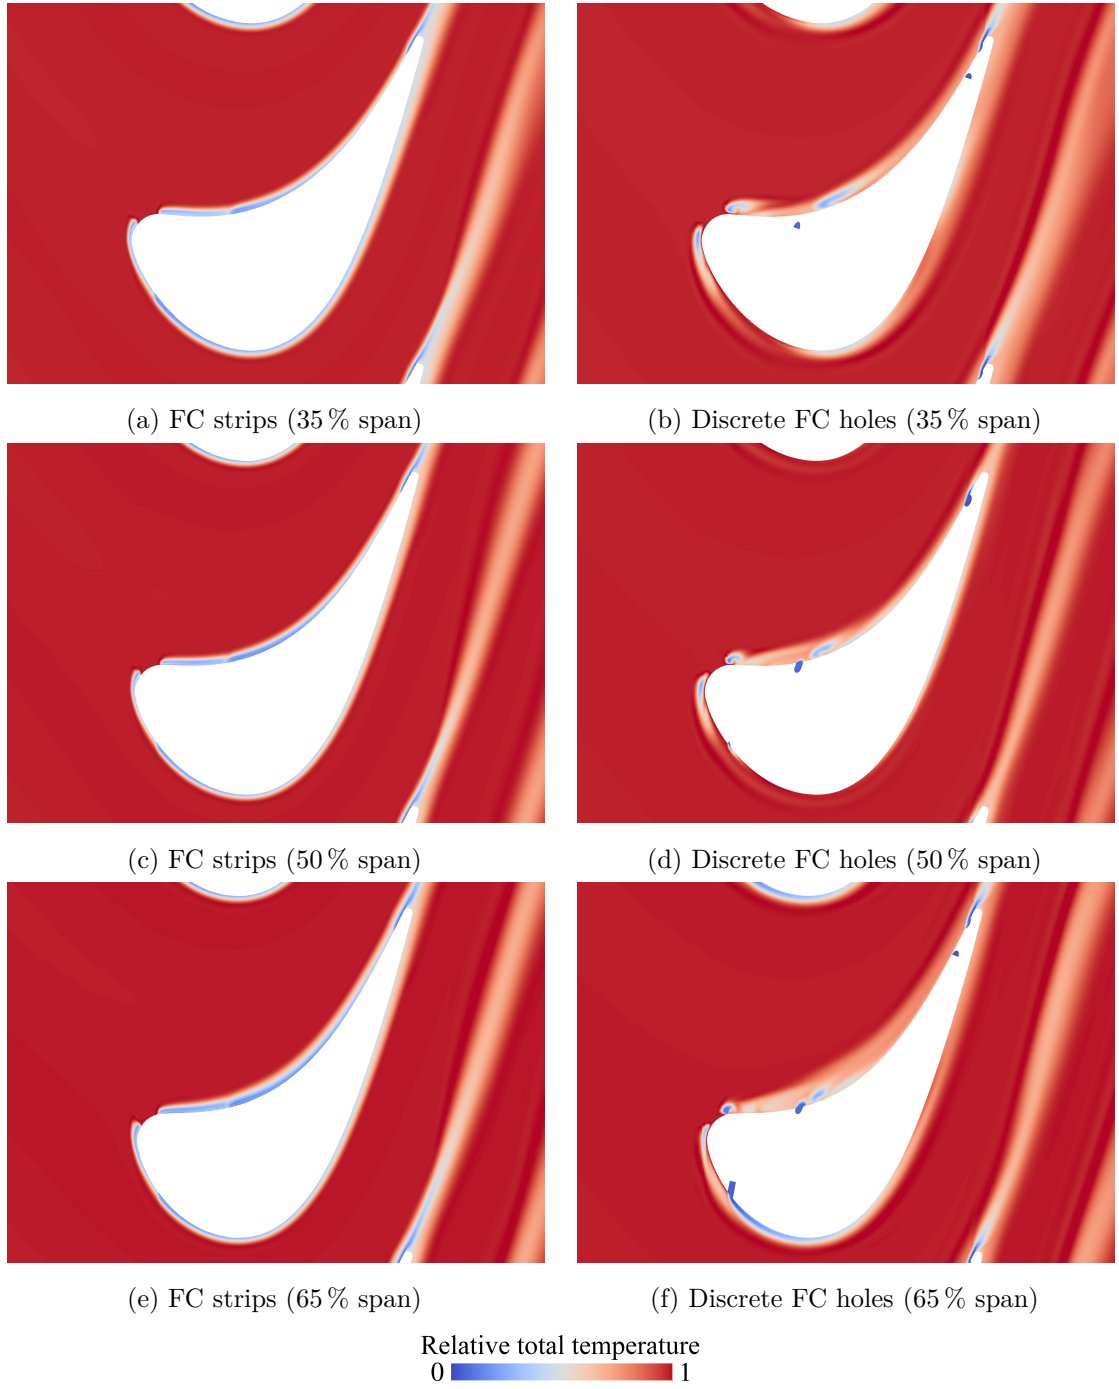 (a) FC strips (35 % span)
(b) Discrete FC holes (35 % span)
(c) FC strips (50 % span)
(d) Discrete FC holes (50 % span)
(e) FC strips (65 % span)
(f) Discrete FC holes (65 % span)
Relative total temperature
0 1